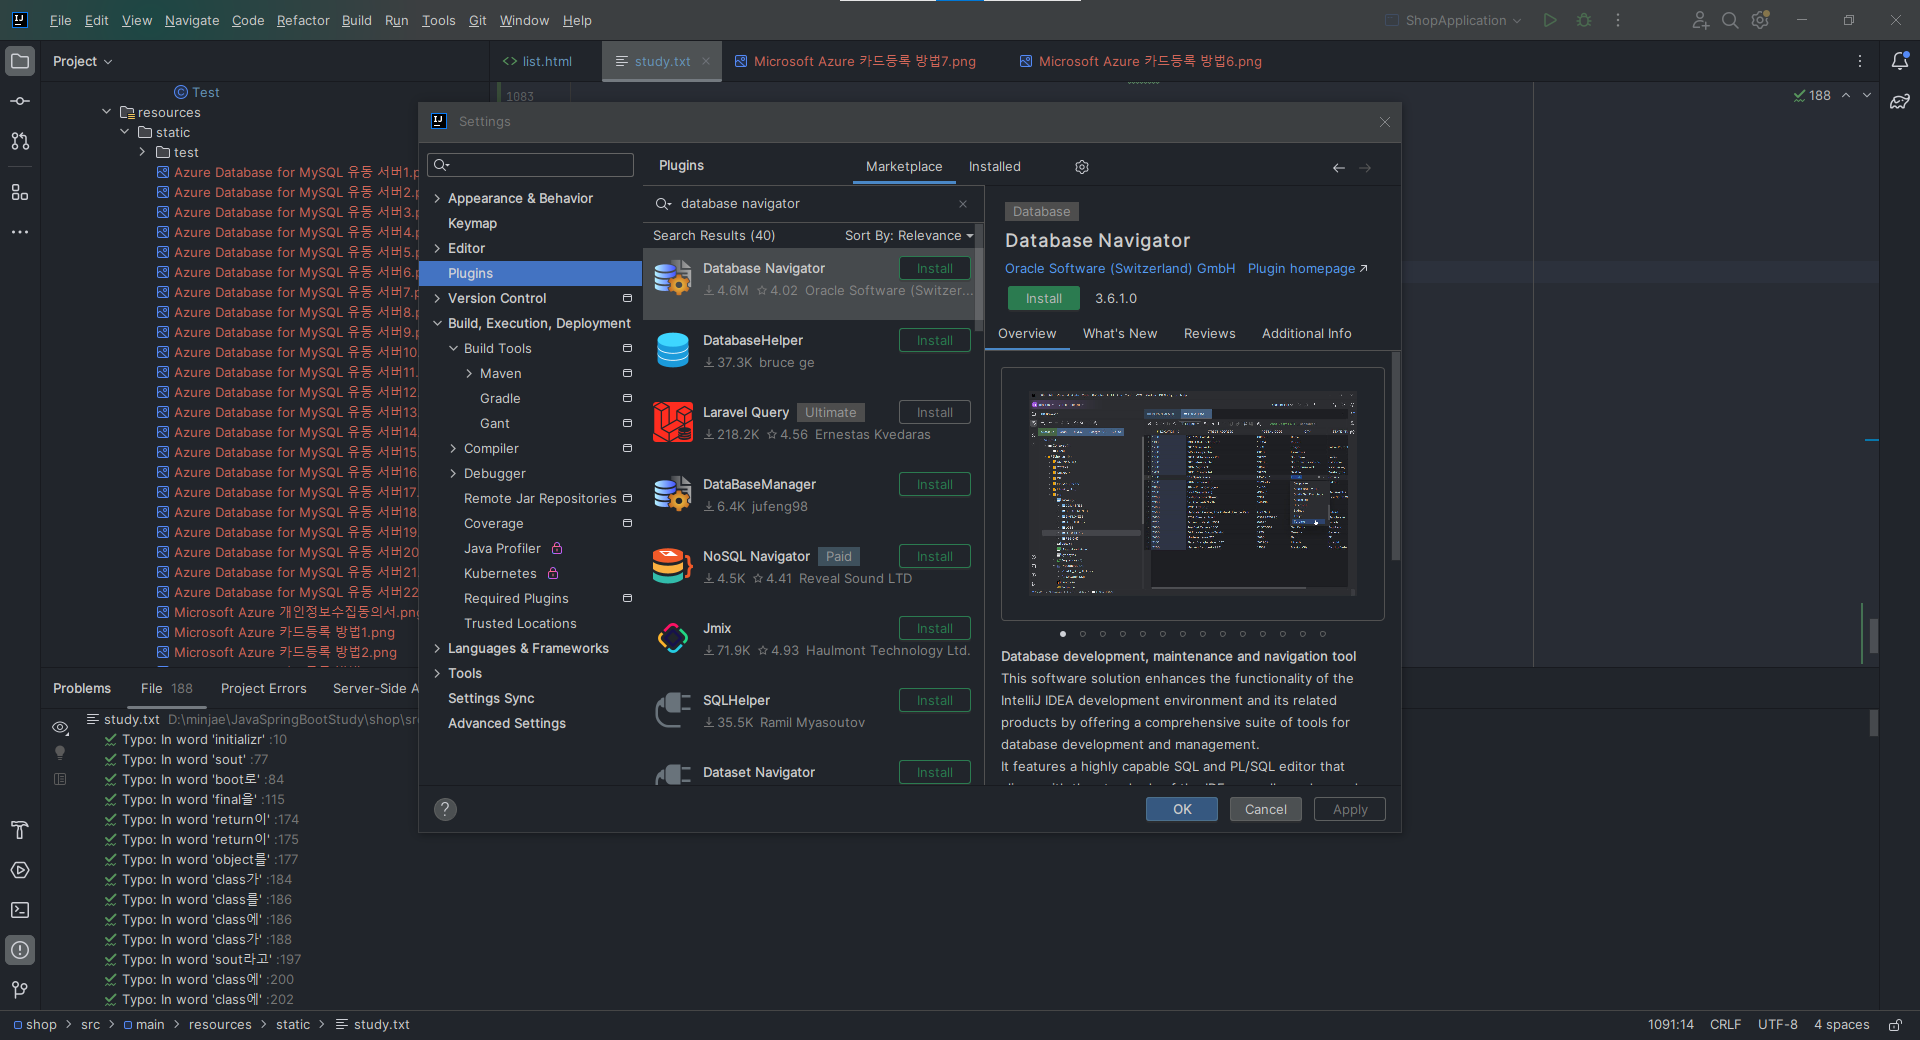 File Edit View Navigate Code Refactor Build Run Tools Git Window Help
ShopApplication
Project
list.html
study.txt
Microsoft Azure 카드등록 방법7.png
Microsoft Azure 카드등록 방법6.png
1083
188
Test
resources
static
test
Azure Database for MySQL 유동 서버1.p
Azure Database for MySQL 유동 서버2.p
Azure Database for MySQL 유동 서버3.p
Azure Database for MySQL 유동 서버4.p
Azure Database for MySQL 유동 서버5.p
Azure Database for MySQL 유동 서버6.p
Azure Database for MySQL 유동 서버7.p
Azure Database for MySQL 유동 서버8.p
Azure Database for MySQL 유동 서버9.p
Azure Database for MySQL 유동 서버10.
Azure Database for MySQL 유동 서버11.
Azure Database for MySQL 유동 서버12.
Azure Database for MySQL 유동 서버13.
Azure Database for MySQL 유동 서버14.
Azure Database for MySQL 유동 서버15.
Azure Database for MySQL 유동 서버16.
Azure Database for MySQL 유동 서버17.
Azure Database for MySQL 유동 서버18.
Azure Database for MySQL 유동 서버19.
Azure Database for MySQL 유동 서버20
Azure Database for MySQL 유동 서버21.
Azure Database for MySQL 유동 서버22
Microsoft Azure 개인정보수집동의서.png
Microsoft Azure 카드등록 방법1.png
Microsoft Azure 카드등록 방법2.png
Settings
Appearance & Behavior
Keymap
Editor
Plugins
Version Control
Build, Execution, Deployment
Build Tools
Maven
Gradle
Gant
Compiler
Debugger
Remote Jar Repositories
Coverage
Java Profiler
Kubernetes
Required Plugins
Trusted Locations
Languages & Frameworks
Tools
Settings Sync
Advanced Settings
Plugins
Marketplace
Installed
database navigator
Search Results (40)
Sort By: Relevance
Database Navigator
Install
4.6M 4.02 Oracle Software (Switzer...
DatabaseHelper
Install
37.3K bruce ge
Laravel Query
Ultimate
Install
218.2K 4.56 Ernestas Kvedaras
DataBaseManager
Install
6.4K jufeng98
NoSQL Navigator
Paid
Install
4.5K 4.41 Reveal Sound LTD
Jmix
Install
71.9K 4.93 Haulmont Technology Ltd.
SQLHelper
Install
35.5K Ramil Myasoutov
Dataset Navigator
Install
Database
Database Navigator
Oracle Software (Switzerland) GmbH
Plugin homepage
Install
3.6.1.0
Overview
What's New
Reviews
Additional Info
Database development, maintenance and navigation tool
This software solution enhances the functionality of the
IntelliJ IDEA development environment and its related
products by offering a comprehensive suite of tools for
database development and management.
It features a highly capable SQL and PL/SQL editor that
OK
Cancel
Apply
Problems
File 188
Project Errors
Server-Side A
study.txt D:\minjae\JavaSpringBootStudy\shop\src
Typo: In word 'initializr' :10
Typo: In word 'sout' :77
Typo: In word 'boot로' :84
Typo: In word 'final을' :115
Typo: In word 'return이' :174
Typo: In word 'return이' :175
Typo: In word 'object를' :177
Typo: In word 'class가' :184
Typo: In word 'class를' :186
Typo: In word 'class에' :186
Typo: In word 'class가' :188
Typo: In word 'sout라고' :197
Typo: In word 'class에' :200
Typo: In word 'class에' :202
shop > src > main > resources > static > study.txt
1091:14 CRLF UTF-8 4 spaces